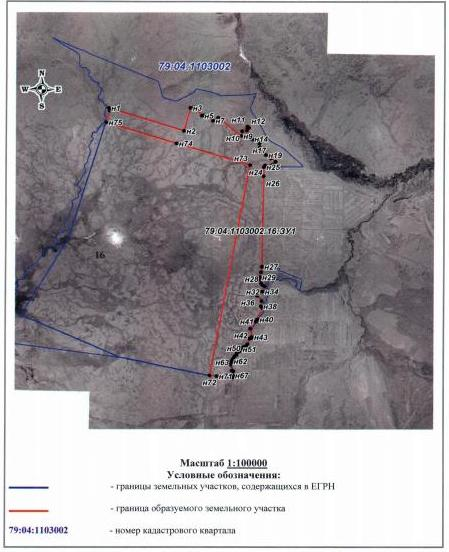 79:04:1103002
N
W E
S
н1
н75
н3
н5
н7
н2
н74
н11
н12
н10
н9
н14
н17
н19
н73
н24
н25
н26
79:04:1103002:16:ЗУ1
16
н27
н28
н29
н32
н34
н36
н38
н41
н40
н42
н43
н50
н51
н63
н62
н72
н71
н67
Масштаб 1:100000
Условные обозначения:
- границы земельных участков, содержащихся в ЕГРН
- граница образуемого земельного участка
79:04:1103002 - номер кадастрового квартала